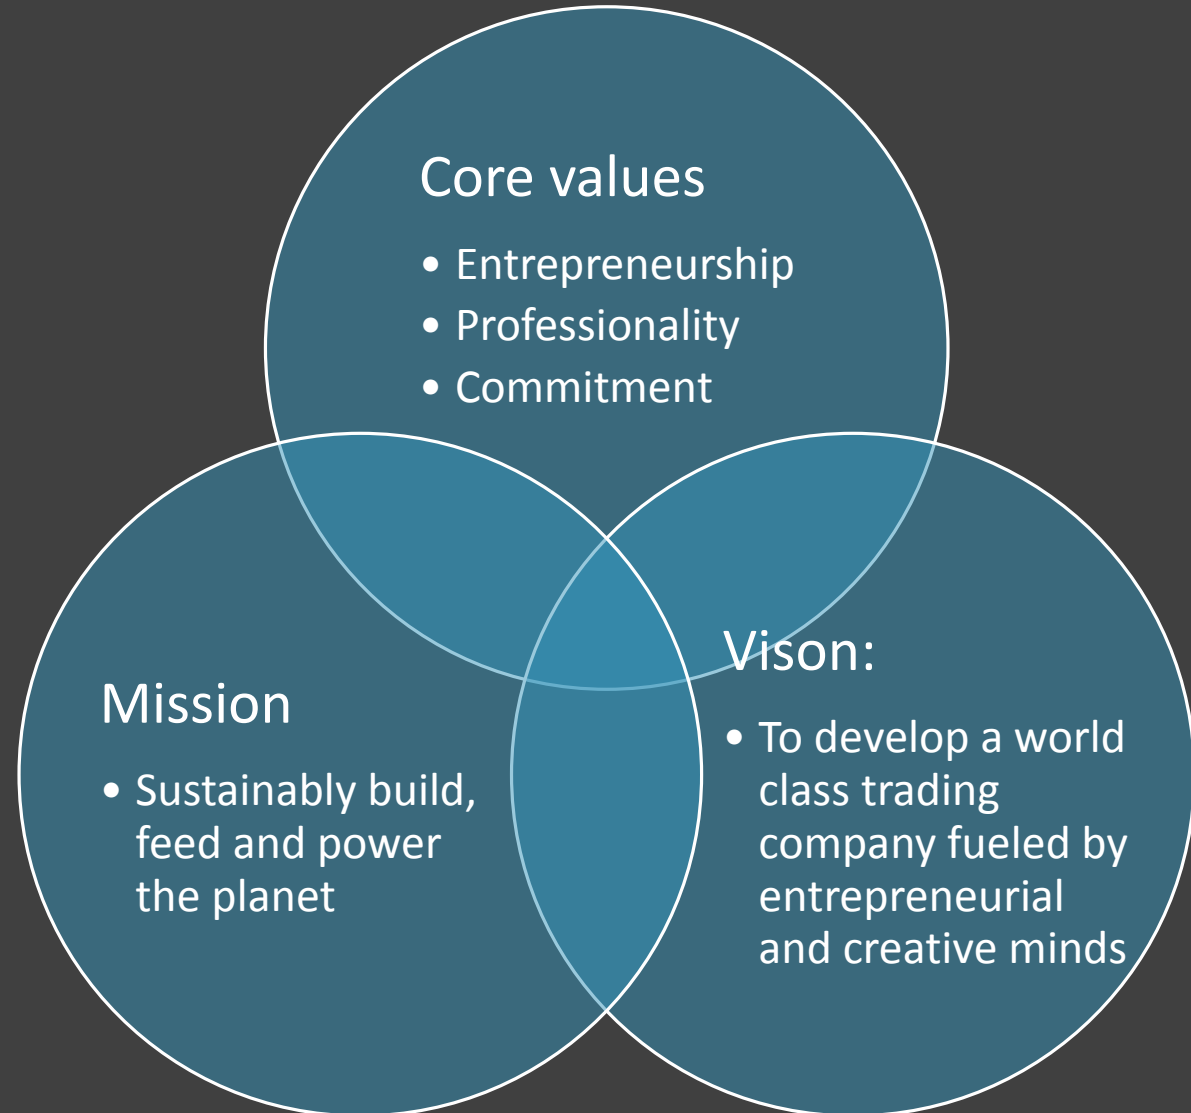 Core values
• Entrepreneurship
• Professionality
• Commitment
Mission
• Sustainably build,
feed and power
the planet
Vison:
• To develop a world
class trading
company fueled by
entrepreneurial
and creative minds